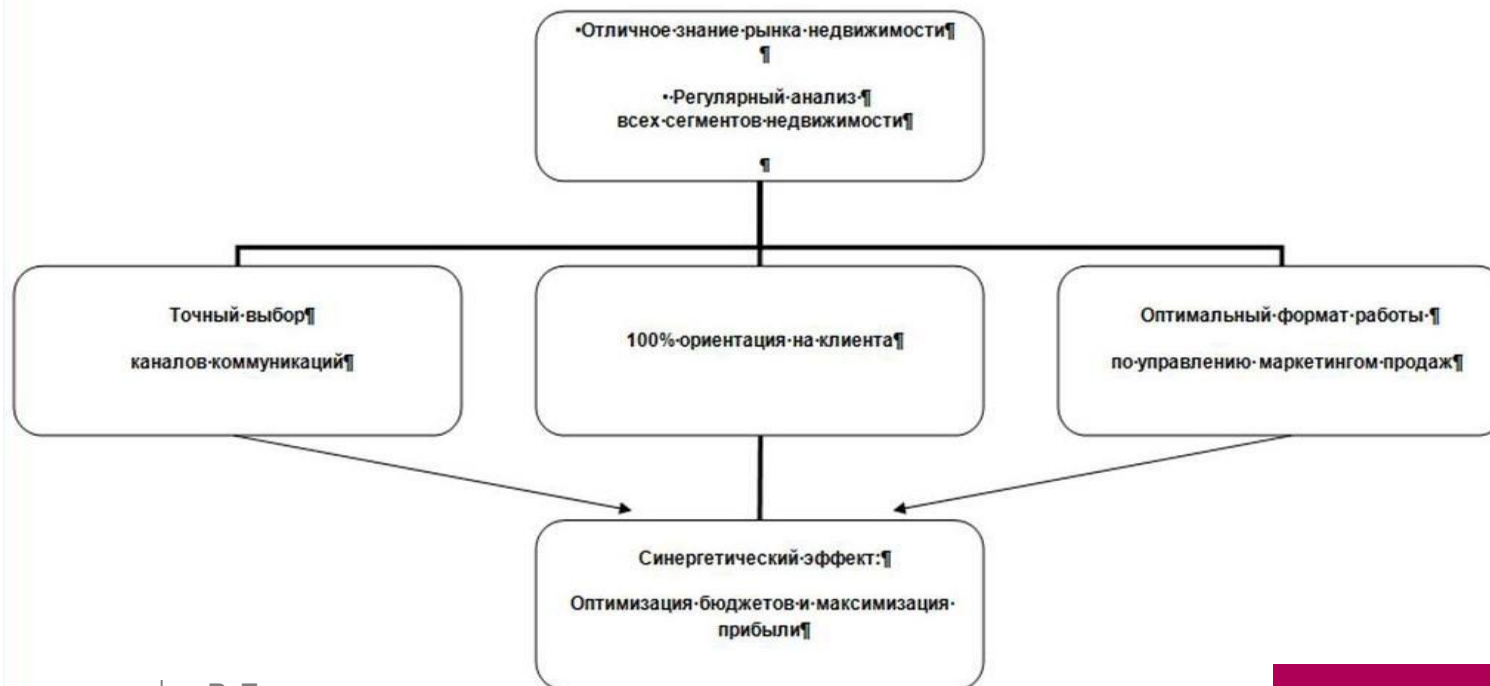 •Отличное·знание·рынка·недвижимости¶
¶
•·Регулярный·анализ·¶
всех·сегментов·недвижимости¶
¶
Точный·выбор¶
каналов·коммуникаций¶
100%·ориентация·на·клиента¶
Оптимальный·формат·работы·¶
по·управлению·маркетингом·продаж¶
Синергетический·эффект:¶
Оптимизация·бюджетов·и·максимизация·
прибыли¶